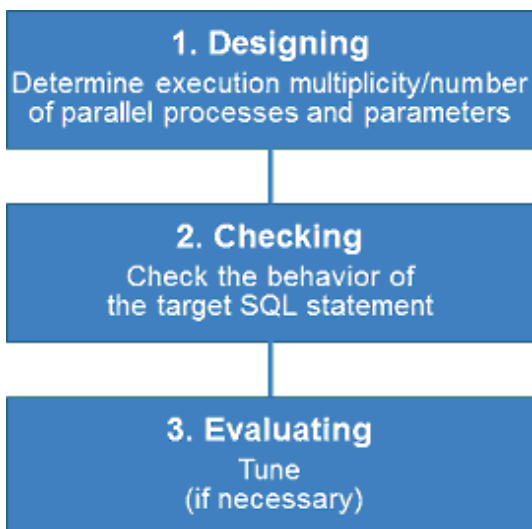 1. Designing
Determine execution multiplicity/number
of parallel processes and parameters
2. Checking
Check the behavior of
the target SQL statement
3. Evaluating
Tune
(if necessary)